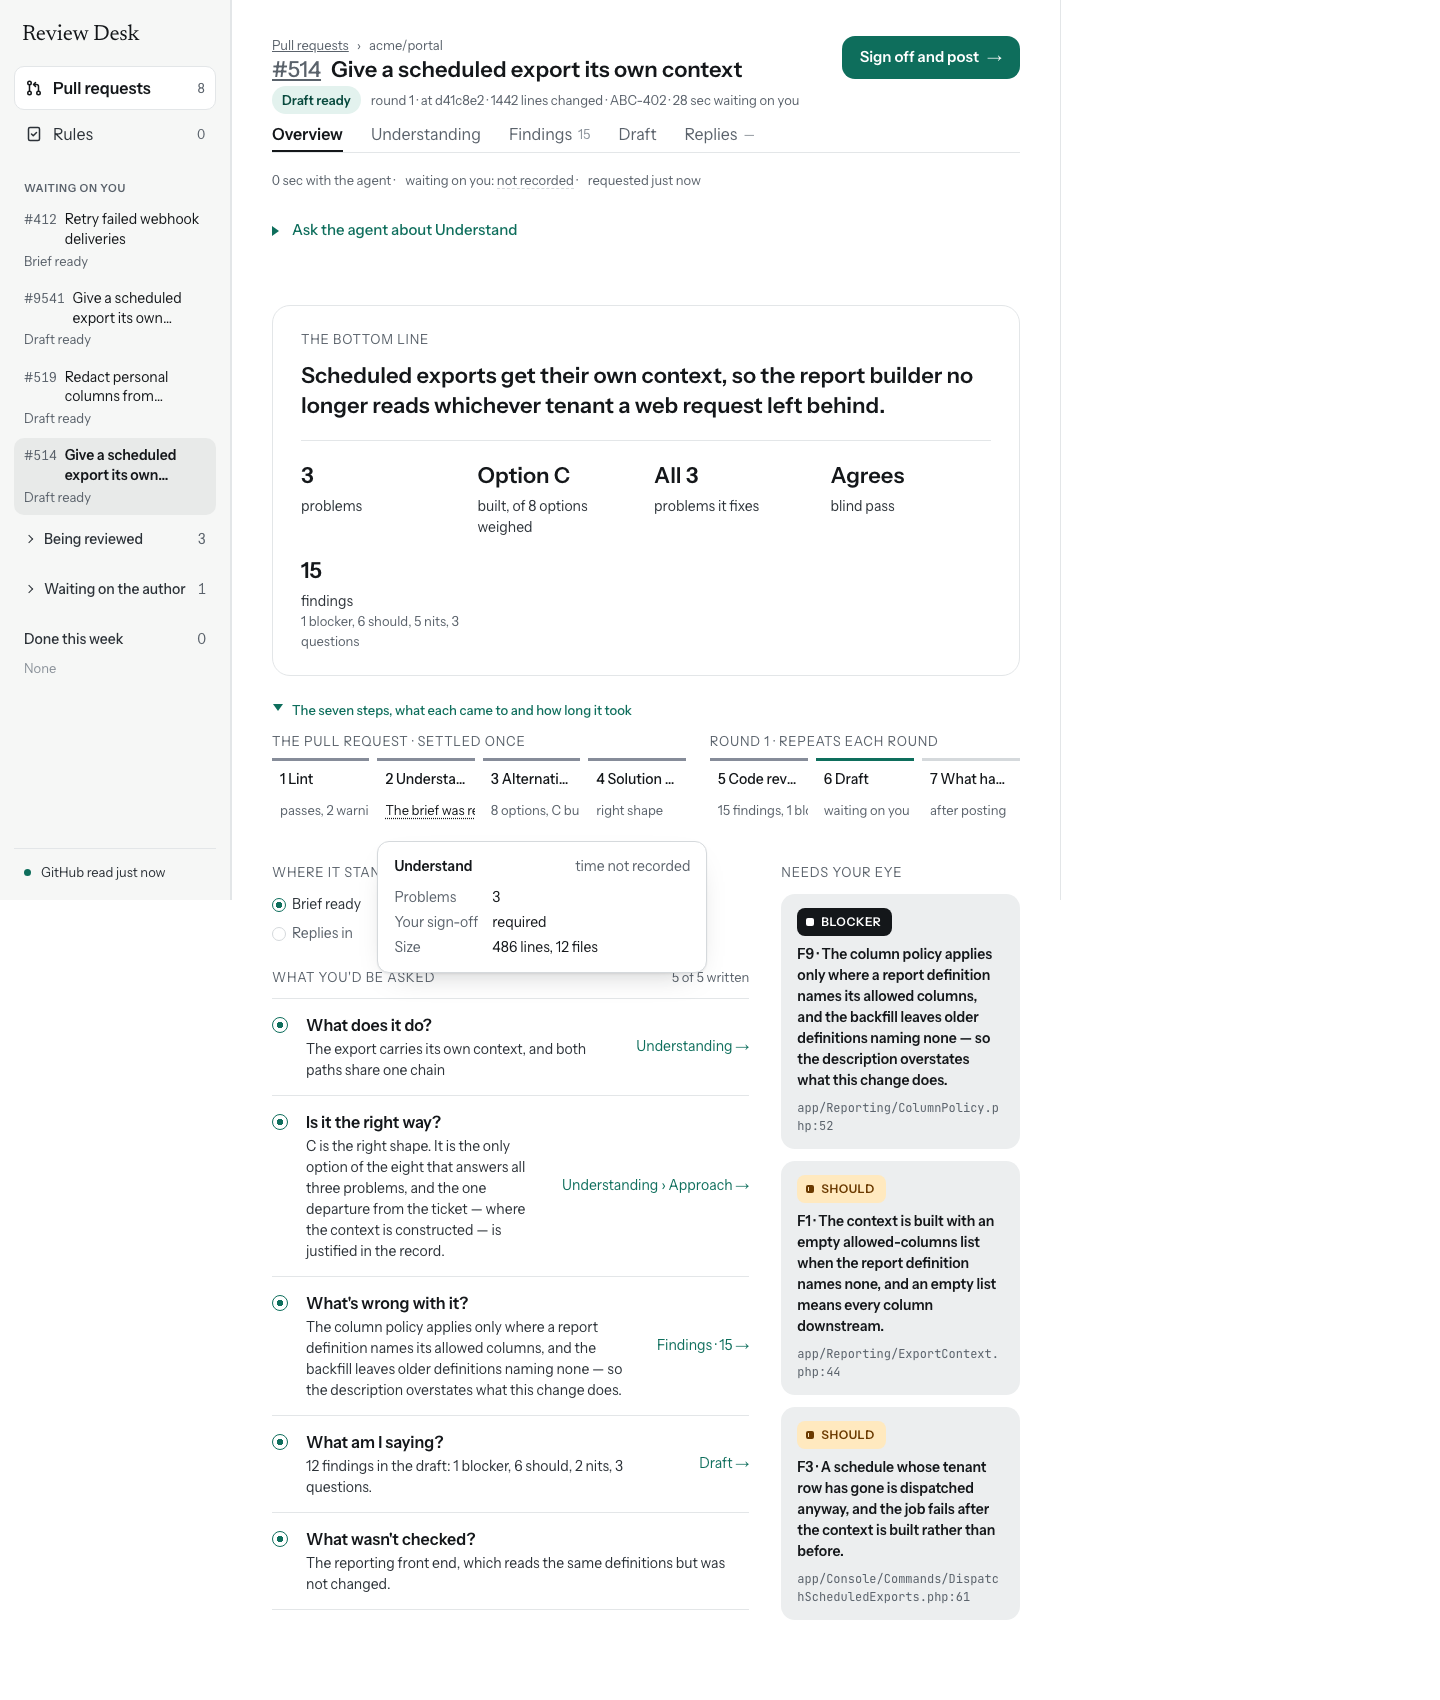 Review Desk
Pull requests 8
Rules 0
WAITING ON YOU
#412 Retry failed webhook
deliveries
Brief ready
#9541 Give a scheduled
export its own…
Draft ready
#519 Redact personal
columns from…
Draft ready
#514 Give a scheduled
export its own…
Draft ready
Being reviewed 3
Waiting on the author 1
Done this week 0
None
GitHub read just now
Pull requests › acme/portal
#514 Give a scheduled export its own context
Sign off and post →
Draft ready round 1 · at d41c8e2 · 1442 lines changed · ABC-402 · 28 sec waiting on you
Overview Understanding Findings 15 Draft Replies —
0 sec with the agent · waiting on you: not recorded · requested just now
Ask the agent about Understand
THE BOTTOM LINE
Scheduled exports get their own context, so the report builder no
longer reads whichever tenant a web request left behind.
3
problems
Option C
built, of 8 options
weighed
All 3
problems it fixes
Agrees
blind pass
15
findings
1 blocker, 6 should, 5 nits, 3
questions
The seven steps, what each came to and how long it took
THE PULL REQUEST · SETTLED ONCE
ROUND 1 · REPEATS EACH ROUND
1 Lint
passes, 2 warni
2 Understa…
The brief was re
3 Alternati…
8 options, C bu
4 Solution …
right shape
5 Code rev…
15 findings, 1 blo
6 Draft
waiting on you
7 What ha…
after posting
WHERE IT STAN
Brief ready
Replies in
Understand time not recorded
Problems 3
Your sign-off required
Size 486 lines, 12 files
WHAT YOU'D BE ASKED 5 of 5 written
What does it do?
The export carries its own context, and both
paths share one chain
Understanding →
Is it the right way?
C is the right shape. It is the only
option of the eight that answers all
three problems, and the one
departure from the ticket — where
the context is constructed — is
justified in the record.
Understanding › Approach →
What's wrong with it?
The column policy applies only where a report
definition names its allowed columns, and the
backfill leaves older definitions naming none — so
the description overstates what this change does.
Findings · 15 →
What am I saying?
12 findings in the draft: 1 blocker, 6 should, 2 nits, 3
questions.
Draft →
What wasn't checked?
The reporting front end, which reads the same definitions but was
not changed.
NEEDS YOUR EYE
BLOCKER
F9 · The column policy applies
only where a report definition
names its allowed columns,
and the backfill leaves older
definitions naming none — so
the description overstates
what this change does.
app/Reporting/ColumnPolicy.p
hp:52
SHOULD
F1 · The context is built with an
empty allowed-columns list
when the report definition
names none, and an empty list
means every column
downstream.
app/Reporting/ExportContext.
php:44
SHOULD
F3 · A schedule whose tenant
row has gone is dispatched
anyway, and the job fails after
the context is built rather than
before.
app/Console/Commands/Dispatc
hScheduledExports.php:61